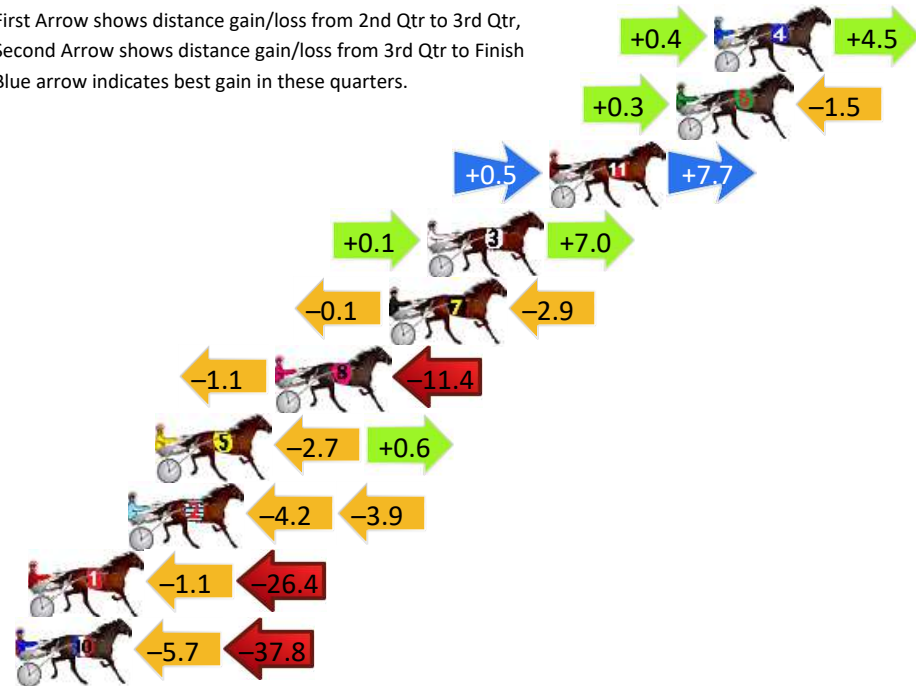 First Arrow shows distance gain/loss from 2nd Qtr to 3rd Qtr,
Second Arrow shows distance gain/loss from 3rd Qtr to Finish
Blue arrow indicates best gain in these quarters.
+0.4 4 +4.5
+0.3 –1.5
+0.5 11 +7.7
+0.1 3 +7.0
–0.1 7 –2.9
–1.1 8 –11.4
5 –2.7 +0.6
2 –4.2 –3.9
1 –1.1 –26.4
10 –5.7 –37.8